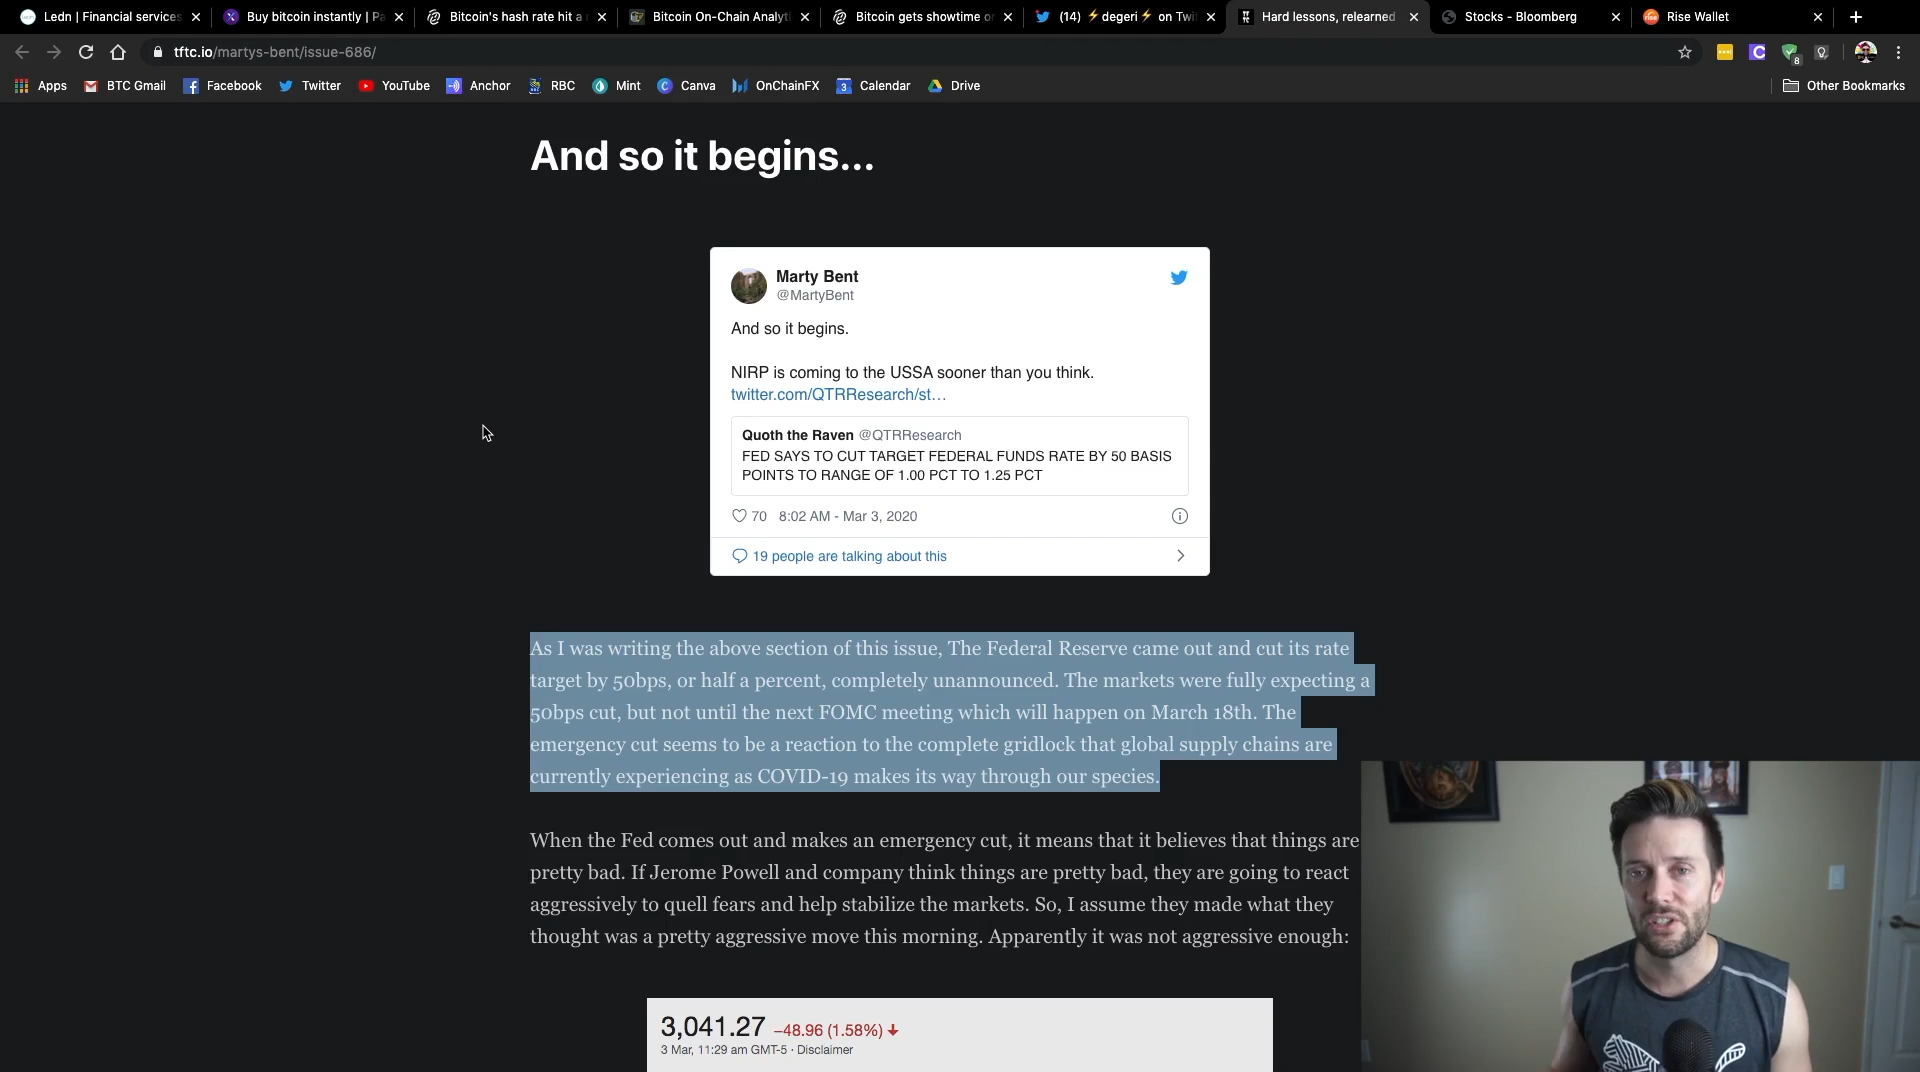 Ledn | Financial services
Buy bitcoin instantly | Pa
Bitcoin's hash rate hit a n
Bitcoin On-Chain Analyti
Bitcoin gets showtime on
(14) ⚡degeri⚡ on Twi
Hard lessons, relearned
Stocks - Bloomberg
Rise Wallet
tftc.io/martys-bent/issue-686/
8
Apps
BTC Gmail
Facebook
Twitter
YouTube
Anchor
RBC
Mint
Canva
OnChainFX
3
Calendar
Drive
Other Bookmarks
And so it begins...
Marty Bent
@MartyBent
And so it begins.
NIRP is coming to the USSA sooner than you think.
twitter.com/QTRResearch/st…
Quoth the Raven @QTRResearch
FED SAYS TO CUT TARGET FEDERAL FUNDS RATE BY 50 BASIS
POINTS TO RANGE OF 1.00 PCT TO 1.25 PCT
70 8:02 AM - Mar 3, 2020
19 people are talking about this
As I was writing the above section of this issue, The Federal Reserve came out and cut its rate
target by 50bps, or half a percent, completely unannounced. The markets were fully expecting a
50bps cut, but not until the next FOMC meeting which will happen on March 18th. The
emergency cut seems to be a reaction to the complete gridlock that global supply chains are
currently experiencing as COVID-19 makes its way through our species.
When the Fed comes out and makes an emergency cut, it means that it believes that things are
pretty bad. If Jerome Powell and company think things are pretty bad, they are going to react
aggressively to quell fears and help stabilize the markets. So, I assume they made what they
thought was a pretty aggressive move this morning. Apparently it was not aggressive enough:
3,041.27 −48.96 (1.58%) ↓
3 Mar, 11:29 am GMT-5 · Disclaimer